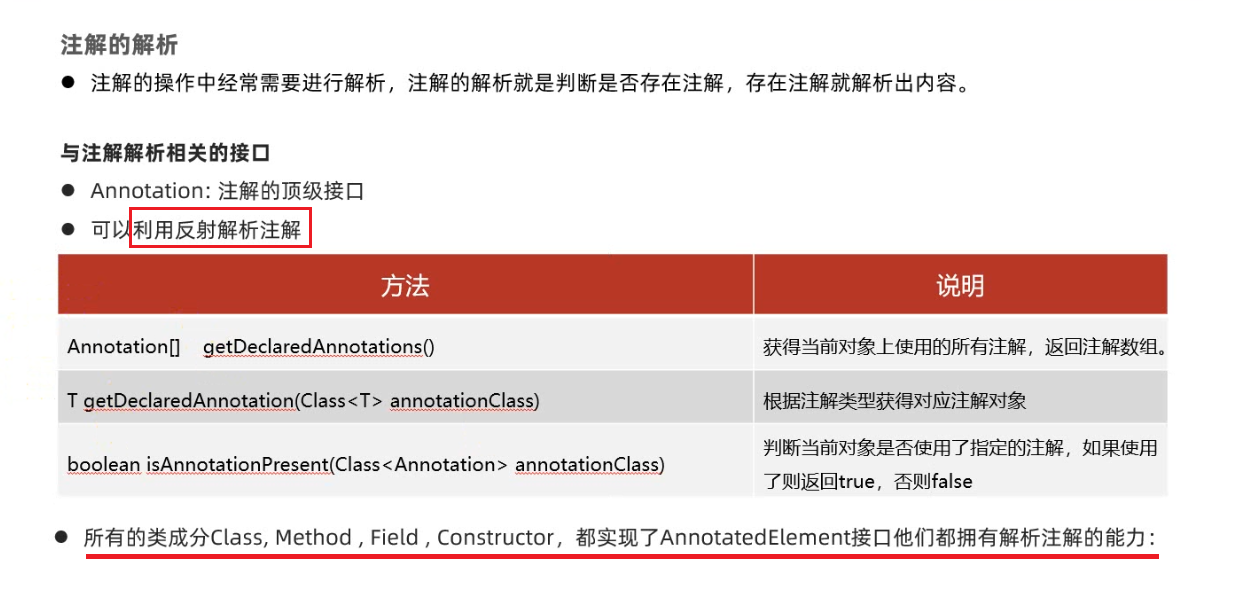 注解的解析
● 注解的操作中经常需要进行解析，注解的解析就是判断是否存在注解，存在注解就解析出内容。
与注解解析相关的接口
● Annotation: 注解的顶级接口
● 可以利用反射解析注解
方法 说明
Annotation[] getDeclaredAnnotations() 获得当前对象上使用的所有注解，返回注解数组。
T getDeclaredAnnotation(Class<T> annotationClass) 根据注解类型获得对应注解对象
boolean isAnnotationPresent(Class<Annotation> annotationClass) 判断当前对象是否使用了指定的注解，如果使用
了则返回true，否则false
● 所有的类成分Class, Method , Field , Constructor，都实现了AnnotatedElement接口他们都拥有解析注解的能力：